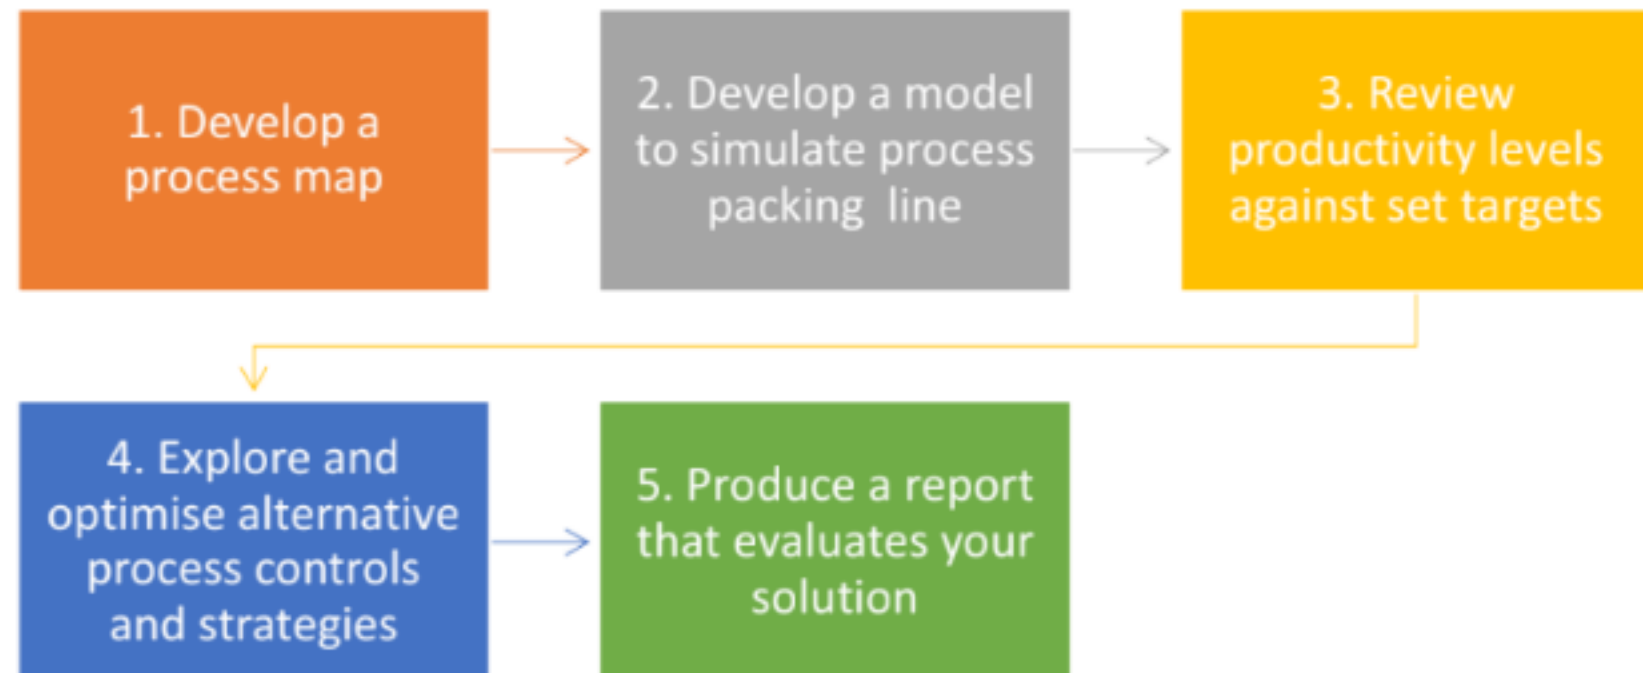 1. Develop a
process map
2. Develop a model
to simulate process
packing  line
3. Review
productivity levels
against set targets
4. Explore and
optimise alternative
process controls
and strategies
5. Produce a report
that evaluates your
solution